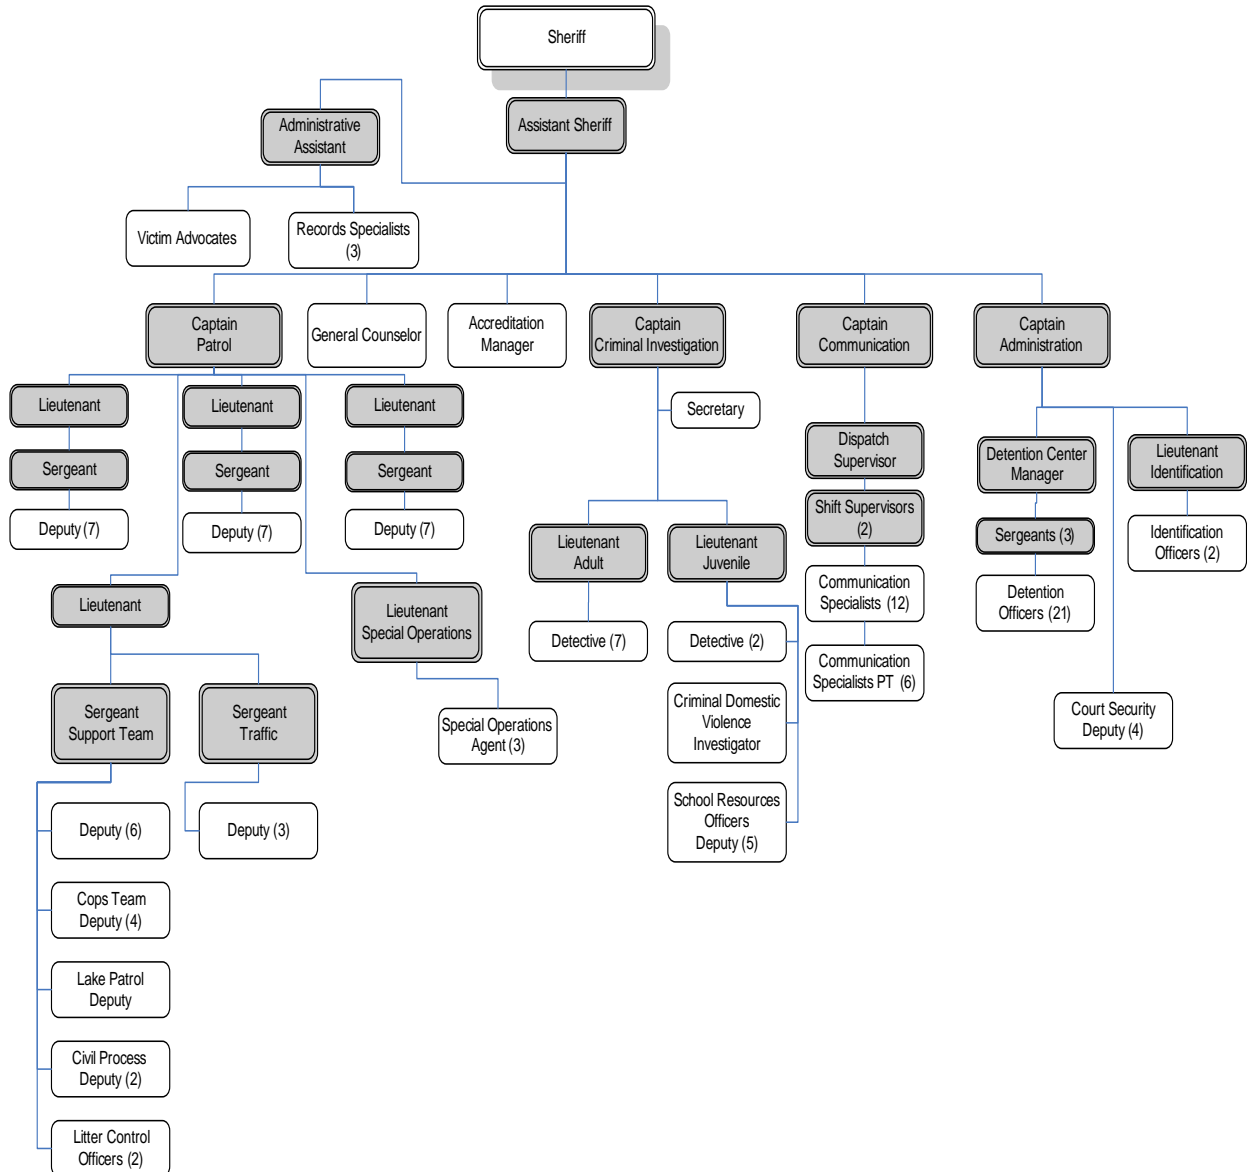 Sheriff
Assistant Sheriff
Administrative
Assistant
Victim Advocates
Records Specialists
(3)
Captain
Patrol
General Counselor
Accreditation
Manager
Captain
Criminal Investigation
Captain
Communication
Captain
Administration
Lieutenant
Lieutenant
Lieutenant
Secretary
Sergeant
Sergeant
Sergeant
Dispatch
Supervisor
Detention Center
Manager
Lieutenant
Identification
Deputy (7)
Deputy (7)
Deputy (7)
Shift Supervisors
(2)
Sergeants (3)
Identification
Officers (2)
Lieutenant
Adult
Lieutenant
Juvenile
Lieutenant
Lieutenant
Special Operations
Communication
Specialists (12)
Detention
Officers (21)
Detective (7)
Detective (2)
Communication
Specialists PT (6)
Sergeant
Support Team
Sergeant
Traffic
Special Operations
Agent (3)
Criminal Domestic
Violence
Investigator
Court Security
Deputy (4)
Deputy (6)
Deputy (3)
School Resources
Officers
Deputy (5)
Cops Team
Deputy (4)
Lake Patrol
Deputy
Civil Process
Deputy (2)
Litter Control
Officers (2)